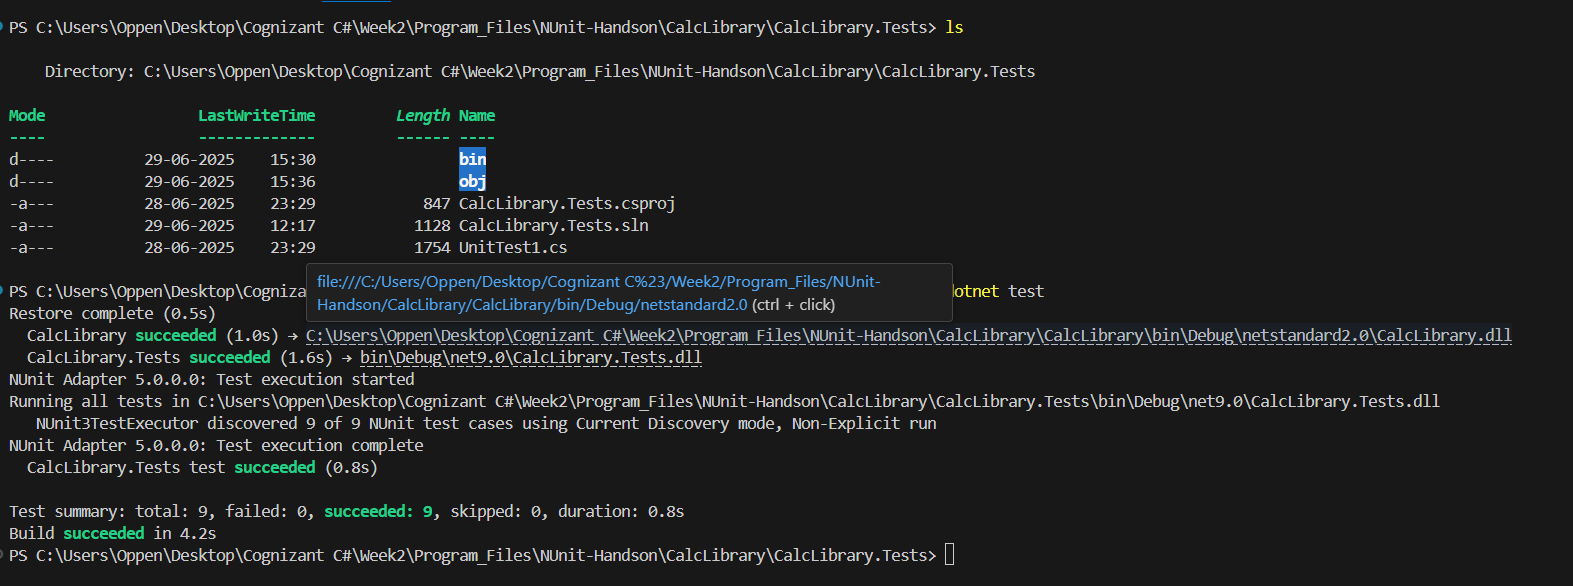 PS C:\Users\Oppen\Desktop\Cognizant C#\Week2\Program_Files\NUnit-Handson\CalcLibrary\CalcLibrary.Tests> ls
Directory: C:\Users\Oppen\Desktop\Cognizant C#\Week2\Program_Files\NUnit-Handson\CalcLibrary\CalcLibrary.Tests
Mode LastWriteTime Length Name
---- ------------- ------ ----
d---- 29-06-2025 15:30 bin
d---- 29-06-2025 15:36 obj
-a--- 28-06-2025 23:29 847 CalcLibrary.Tests.csproj
-a--- 29-06-2025 12:17 1128 CalcLibrary.Tests.sln
-a--- 28-06-2025 23:29 1754 UnitTest1.cs
file:///C:/Users/Oppen/Desktop/Cognizant C%23/Week2/Program_Files/NUnit-
Handson/CalcLibrary/CalcLibrary/bin/Debug/netstandard2.0 (ctrl + click)
PS C:\Users\Oppen\Desktop\Cogniza otnet test
Restore complete (0.5s)
CalcLibrary succeeded (1.0s) → C:\Users\Oppen\Desktop\Cognizant C#\Week2\Program_Files\NUnit-Handson\CalcLibrary\CalcLibrary\bin\Debug\netstandard2.0\CalcLibrary.dll
CalcLibrary.Tests succeeded (1.6s) → bin\Debug\net9.0\CalcLibrary.Tests.dll
NUnit Adapter 5.0.0.0: Test execution started
Running all tests in C:\Users\Oppen\Desktop\Cognizant C#\Week2\Program_Files\NUnit-Handson\CalcLibrary\CalcLibrary.Tests\bin\Debug\net9.0\CalcLibrary.Tests.dll
NUnit3TestExecutor discovered 9 of 9 NUnit test cases using Current Discovery mode, Non-Explicit run
NUnit Adapter 5.0.0.0: Test execution complete
CalcLibrary.Tests test succeeded (0.8s)
Test summary: total: 9, failed: 0, succeeded: 9, skipped: 0, duration: 0.8s
Build succeeded in 4.2s
PS C:\Users\Oppen\Desktop\Cognizant C#\Week2\Program_Files\NUnit-Handson\CalcLibrary\CalcLibrary.Tests>